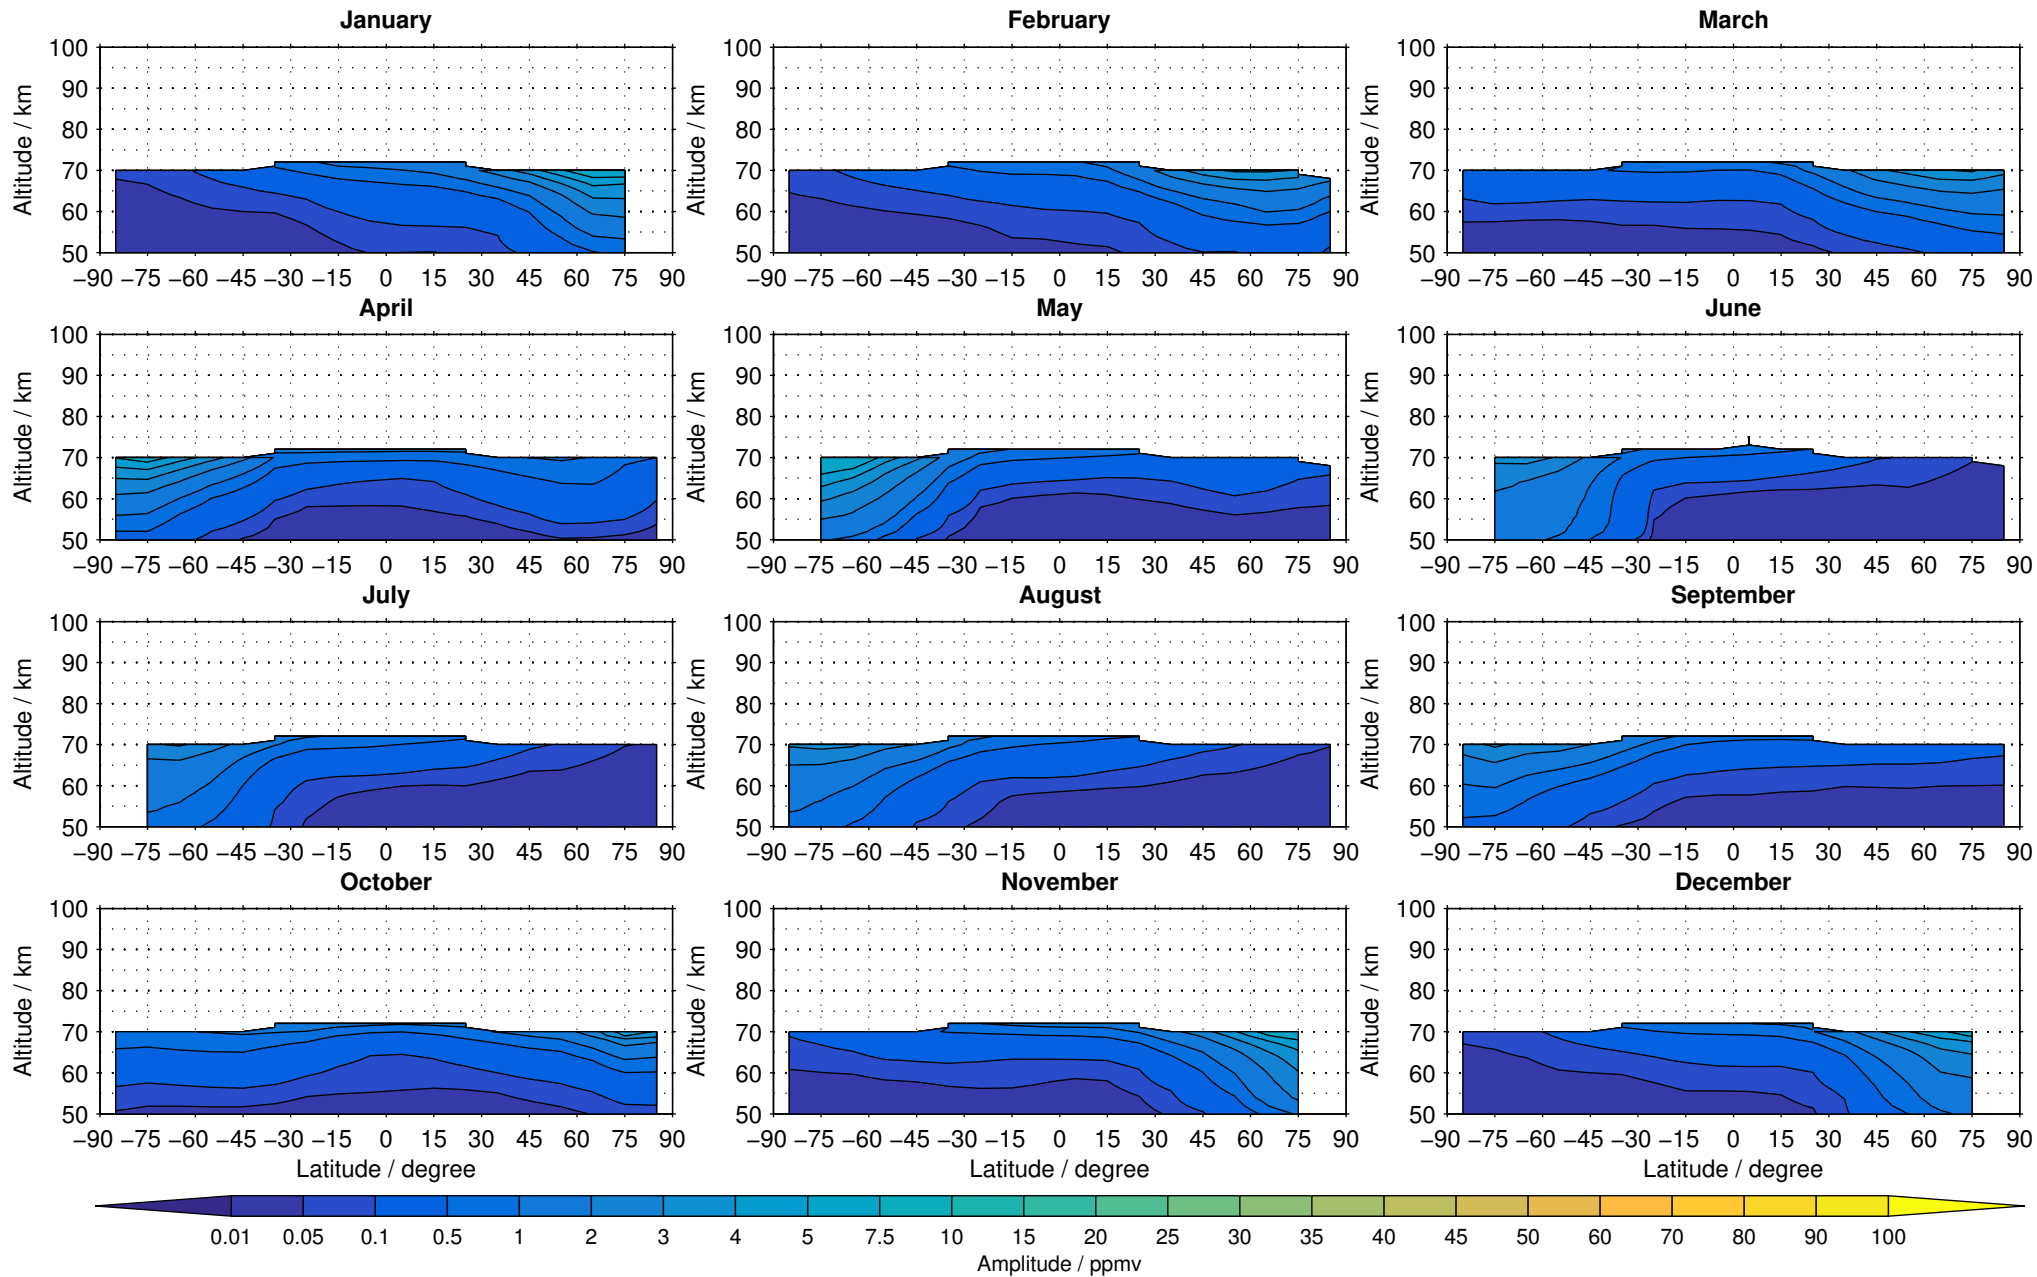 January February March
100 100 100
90 90 90
80 80 80
70 70 70
60 60 60
50 50 50
Altitude / km Altitude / km Altitude / km
−90 −75 −60 −45 −30 −15 0 15 30 45 60 75 90 −90 −75 −60 −45 −30 −15 0 15 30 45 60 75 90 −90 −75 −60 −45 −30 −15 0 15 30 45 60 75 90
April May June
100 100 100
90 90 90
80 80 80
70 70 70
60 60 60
50 50 50
Altitude / km Altitude / km Altitude / km
−90 −75 −60 −45 −30 −15 0 15 30 45 60 75 90 −90 −75 −60 −45 −30 −15 0 15 30 45 60 75 90 −90 −75 −60 −45 −30 −15 0 15 30 45 60 75 90
July August September
100 100 100
90 90 90
80 80 80
70 70 70
60 60 60
50 50 50
Altitude / km Altitude / km Altitude / km
−90 −75 −60 −45 −30 −15 0 15 30 45 60 75 90 −90 −75 −60 −45 −30 −15 0 15 30 45 60 75 90 −90 −75 −60 −45 −30 −15 0 15 30 45 60 75 90
October November December
100 100 100
90 90 90
80 80 80
70 70 70
60 60 60
50 50 50
Altitude / km Altitude / km Altitude / km
−90 −75 −60 −45 −30 −15 0 15 30 45 60 75 90 −90 −75 −60 −45 −30 −15 0 15 30 45 60 75 90 −90 −75 −60 −45 −30 −15 0 15 30 45 60 75 90
Latitude / degree Latitude / degree Latitude / degree
0.01 0.05 0.1 0.5 1 2 3 4 5 7.5 10 15 20 25 30 35 40 45 50 60 70 80 90 100
Amplitude / ppmv